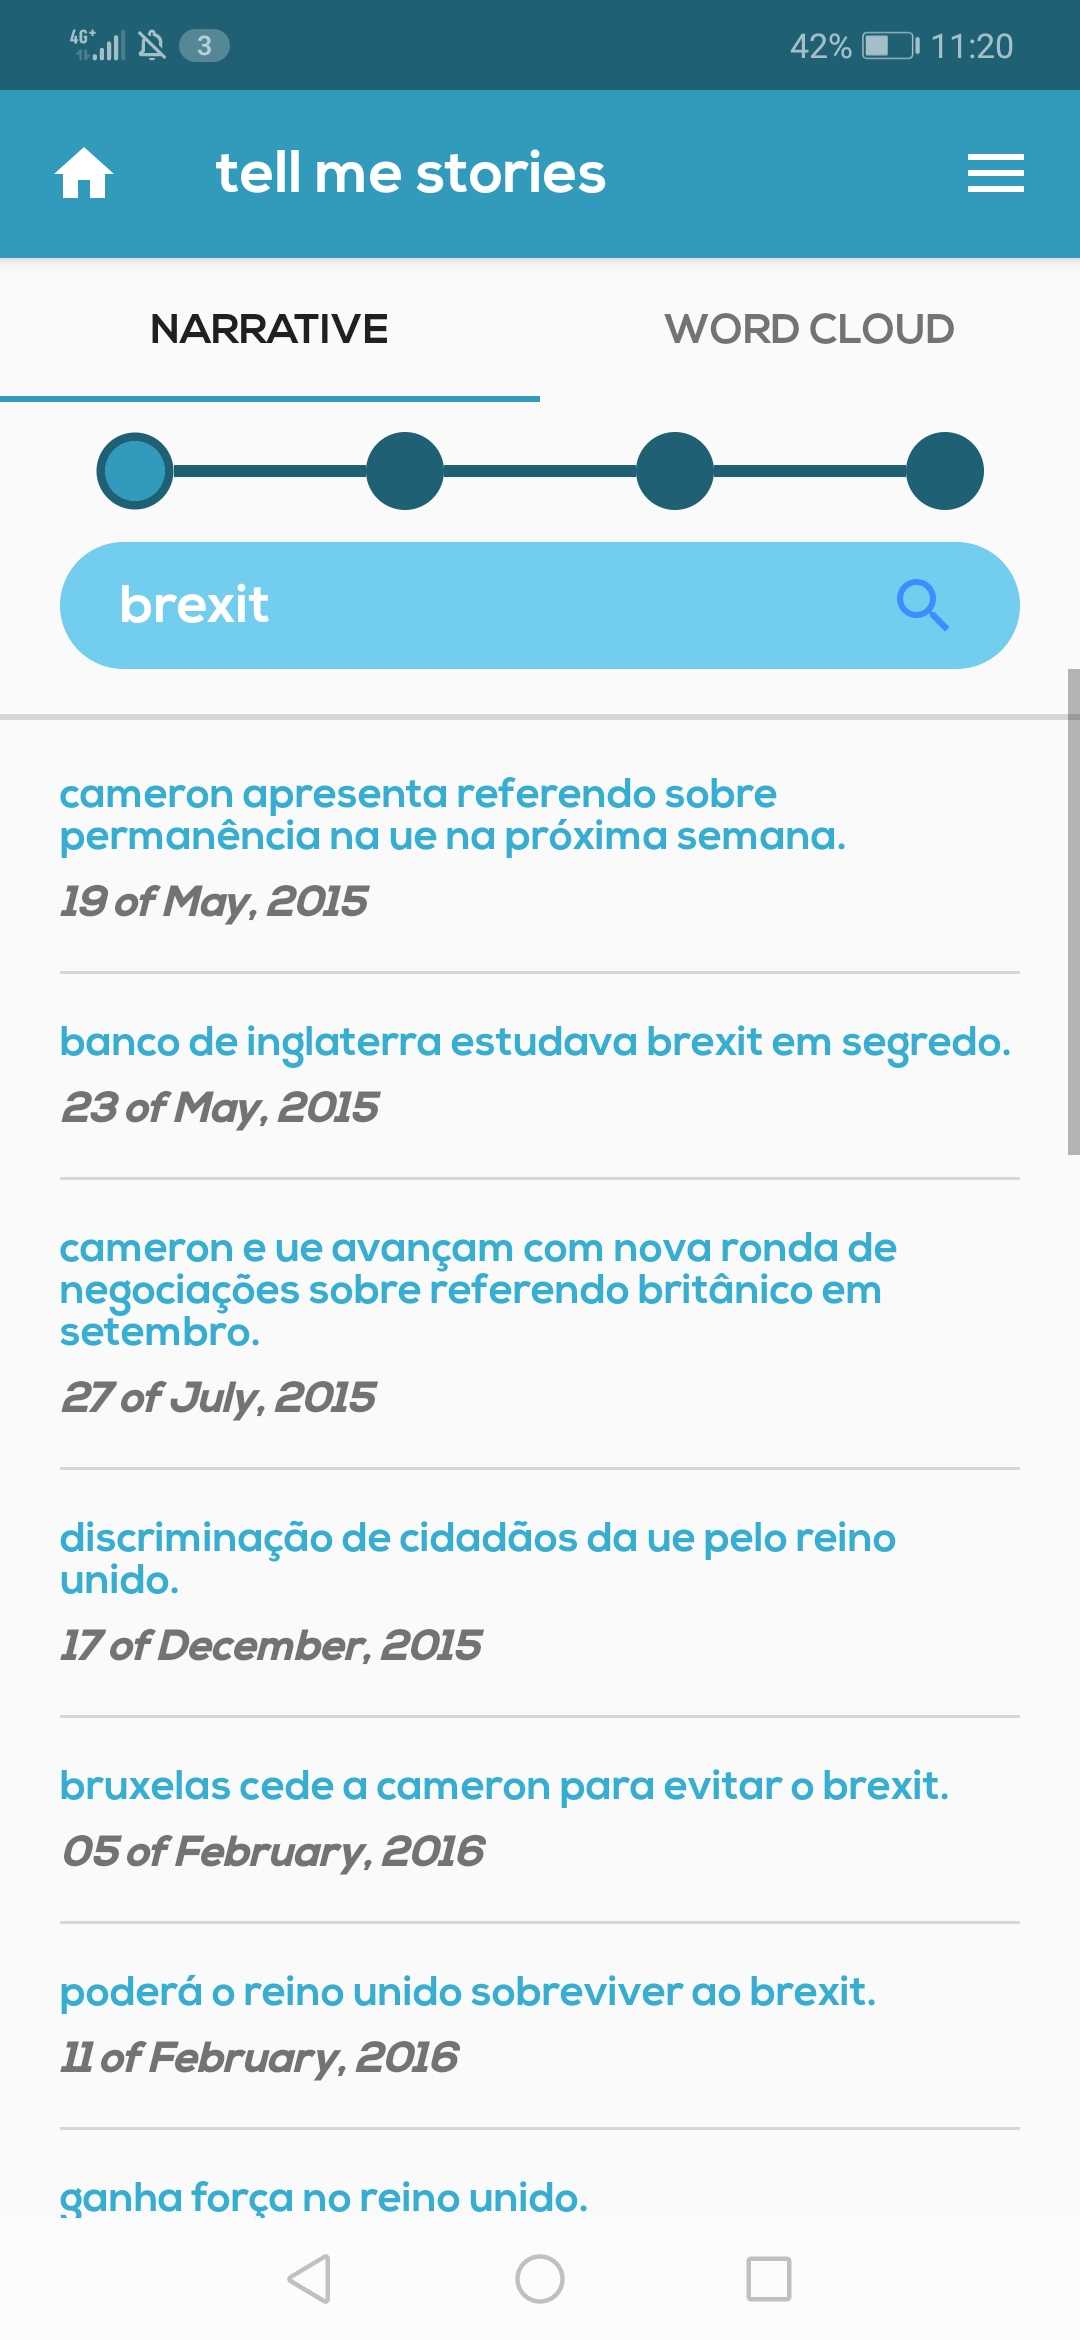 4G+ 3 42% 11:20
tell me stories
NARRATIVE WORD CLOUD
brexit
cameron apresenta referendo sobre
permanência na ue na próxima semana.
19 of May, 2015
banco de inglaterra estudava brexit em segredo.
23 of May, 2015
cameron e ue avançam com nova ronda de
negociações sobre referendo britânico em
setembro.
27 of July, 2015
discriminação de cidadãos da ue pelo reino
unido.
17 of December, 2015
bruxelas cede a cameron para evitar o brexit.
05 of February, 2016
poderá o reino unido sobreviver ao brexit.
11 of February, 2016
ganha força no reino unido.